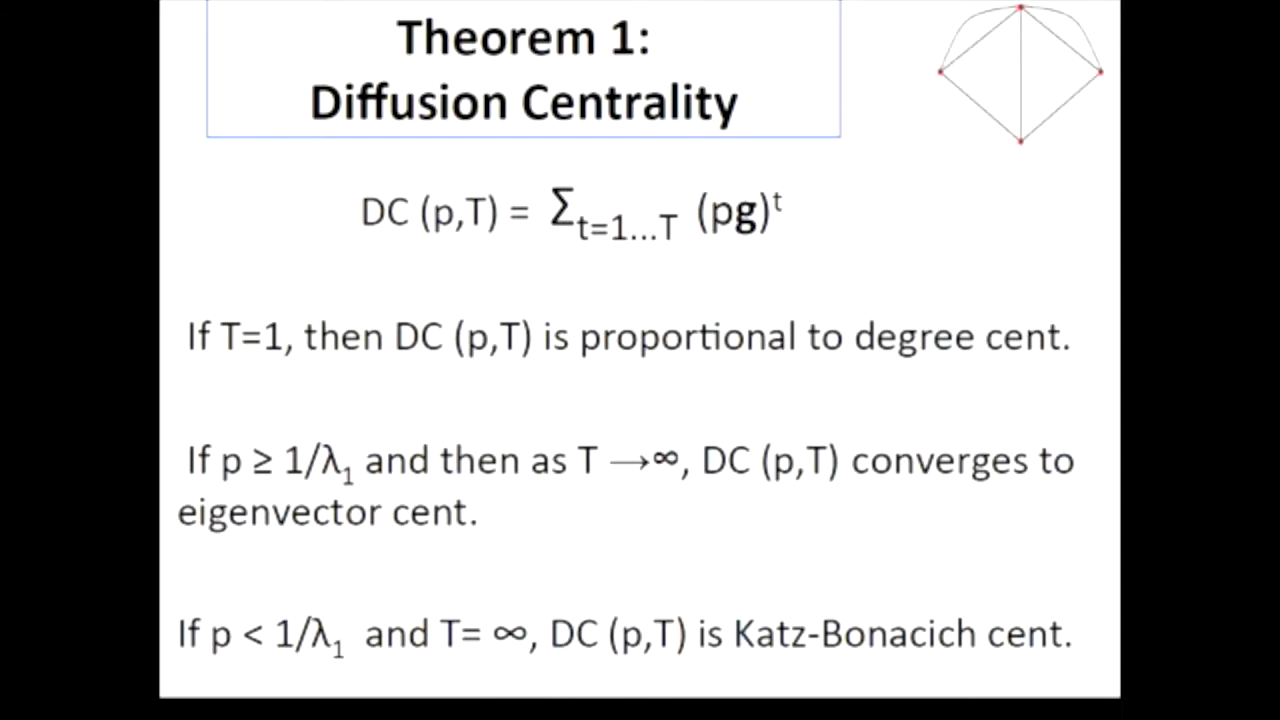 Theorem 1:
Diffusion Centrality
DC (p,T) = Σt=1...T (pg)ᵗ
If T=1, then DC (p,T) is proportional to degree cent.
If p ≥ 1/λ₁ and then as T →∞, DC (p,T) converges to
eigenvector cent.
If p < 1/λ₁ and T= ∞, DC (p,T) is Katz-Bonacich cent.